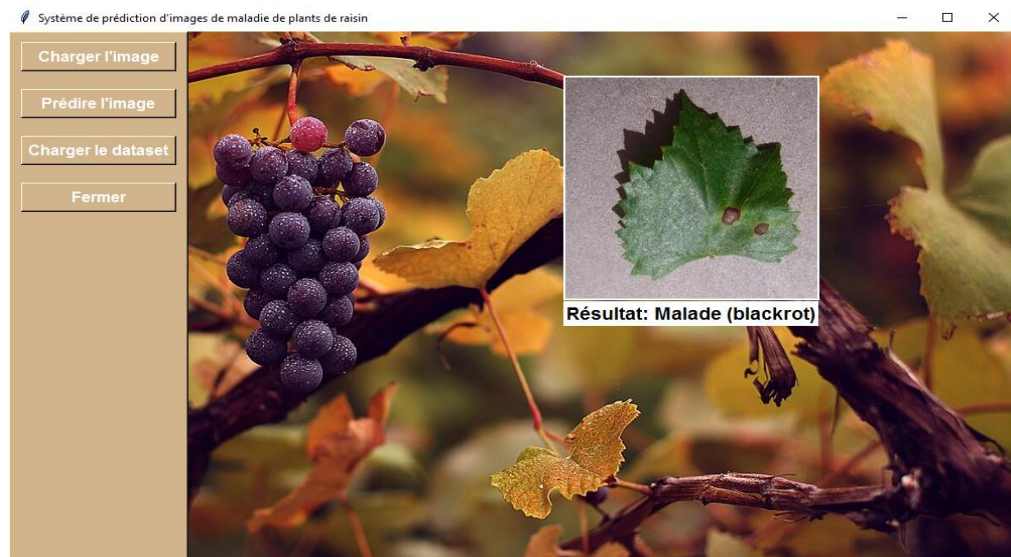 Système de prédiction d'images de maladie de plants de raisin
Charger l'image
Prédire l'image
Charger le dataset
Fermer
Résultat: Malade (blackrot)